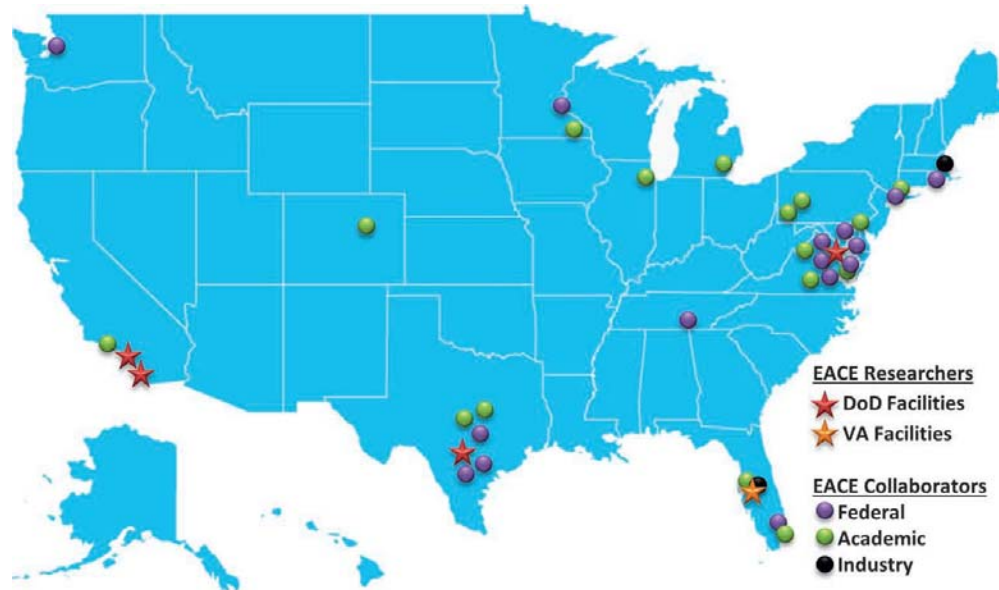 EACE Researchers
DoD Facilities
VA Facilities
EACE Collaborators
Federal
Academic
Industry